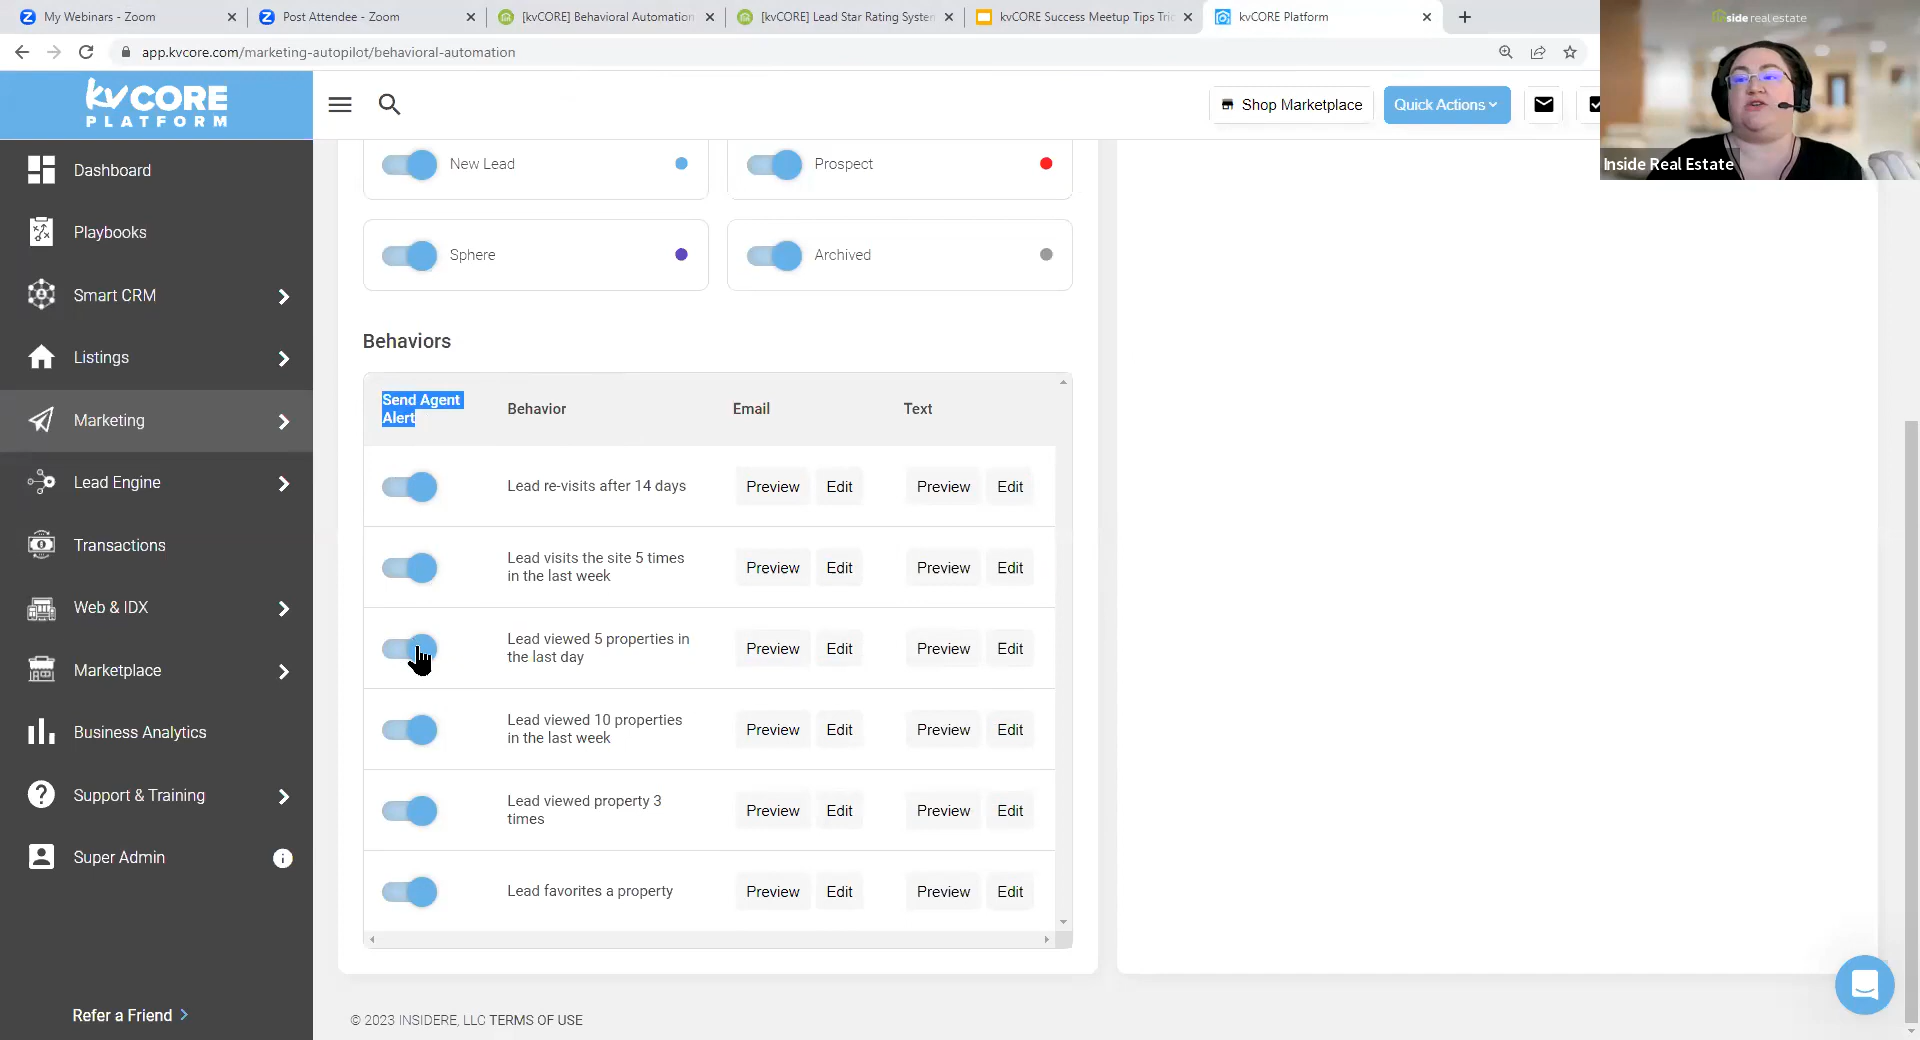 My Webinars - Zoom
Post Attendee - Zoom
[kvCORE] Behavioral Automation
[kvCORE] Lead Star Rating System
kvCORE Success Meetup Tips Tric
kvCORE Platform
app.kvcore.com/marketing-autopilot/behavioral-automation
inside real estate
kvCORE
PLATFORM
Shop Marketplace
Quick Actions
Inside Real Estate
Dashboard
Playbooks
Smart CRM
Listings
Marketing
Lead Engine
Transactions
Web & IDX
Marketplace
Business Analytics
Support & Training
Super Admin
Refer a Friend
New Lead
Prospect
Sphere
Archived
Behaviors
Send Agent
Alert
Behavior
Email
Text
Lead re-visits after 14 days
Preview Edit
Preview Edit
Lead visits the site 5 times
in the last week
Preview Edit
Preview Edit
Lead viewed 5 properties in
the last day
Preview Edit
Preview Edit
Lead viewed 10 properties
in the last week
Preview Edit
Preview Edit
Lead viewed property 3
times
Preview Edit
Preview Edit
Lead favorites a property
Preview Edit
Preview Edit
© 2023 INSIDERE, LLC TERMS OF USE